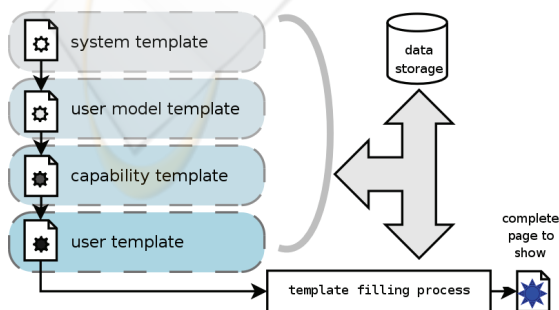 system template
user model template
capability template
user template
data
storage
complete
page to
show
template filling process